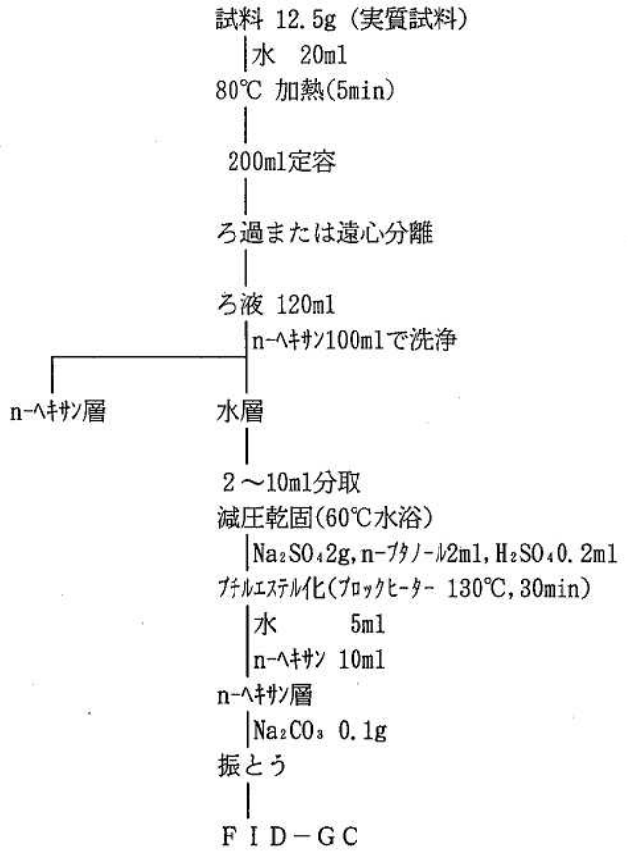 試料 12.5g (実質試料)
水 20ml
80℃ 加熱(5min)
200ml定容
ろ過または遠心分離
ろ液 120ml
n-ヘキサン100mlで洗浄
n-ヘキサン層 水層
2～10ml分取
減圧乾固(60℃水浴)
Na₂SO₄2g,n-ブタノール2ml,H₂SO₄0.2ml
ブチルエステル化(ブロックヒーター 130℃,30min)
水 5ml
n-ヘキサン 10ml
n-ヘキサン層
Na₂CO₃ 0.1g
振とう
FID－GC